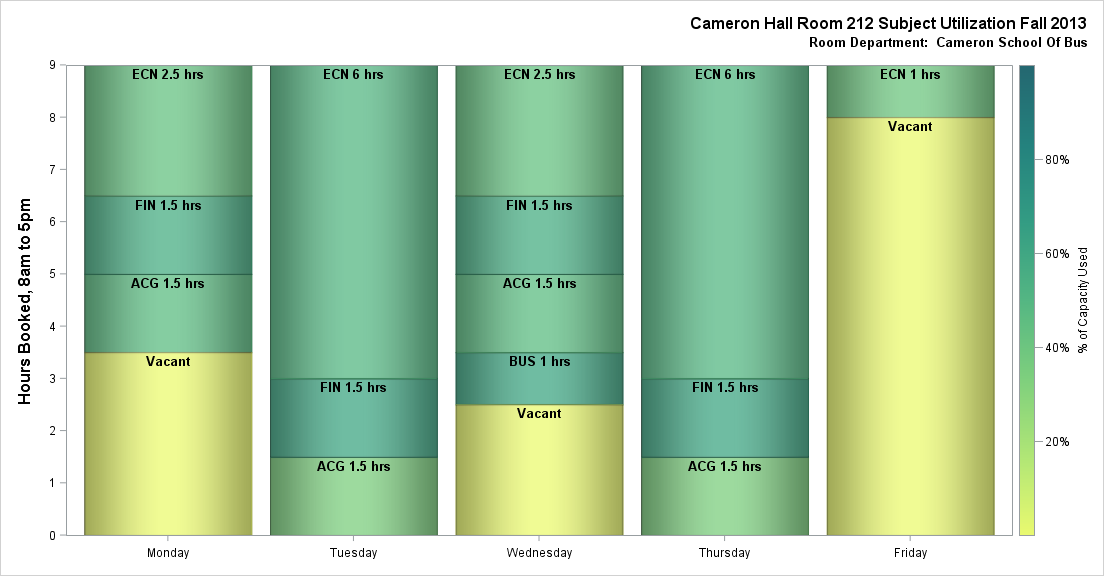 Cameron Hall Room 212 Subject Utilization Fall 2013
Room Department:  Cameron School Of Bus
Hours Booked, 8am to 5pm
9
8
7
6
5
4
3
2
1
0
ECN 2.5 hrs
FIN 1.5 hrs
ACG 1.5 hrs
Vacant
Monday
ECN 6 hrs
FIN 1.5 hrs
ACG 1.5 hrs
Tuesday
ECN 2.5 hrs
FIN 1.5 hrs
ACG 1.5 hrs
BUS 1 hrs
Vacant
Wednesday
ECN 6 hrs
FIN 1.5 hrs
ACG 1.5 hrs
Thursday
ECN 1 hrs
Vacant
Friday
80%
60%
40%
20%
% of Capacity Used